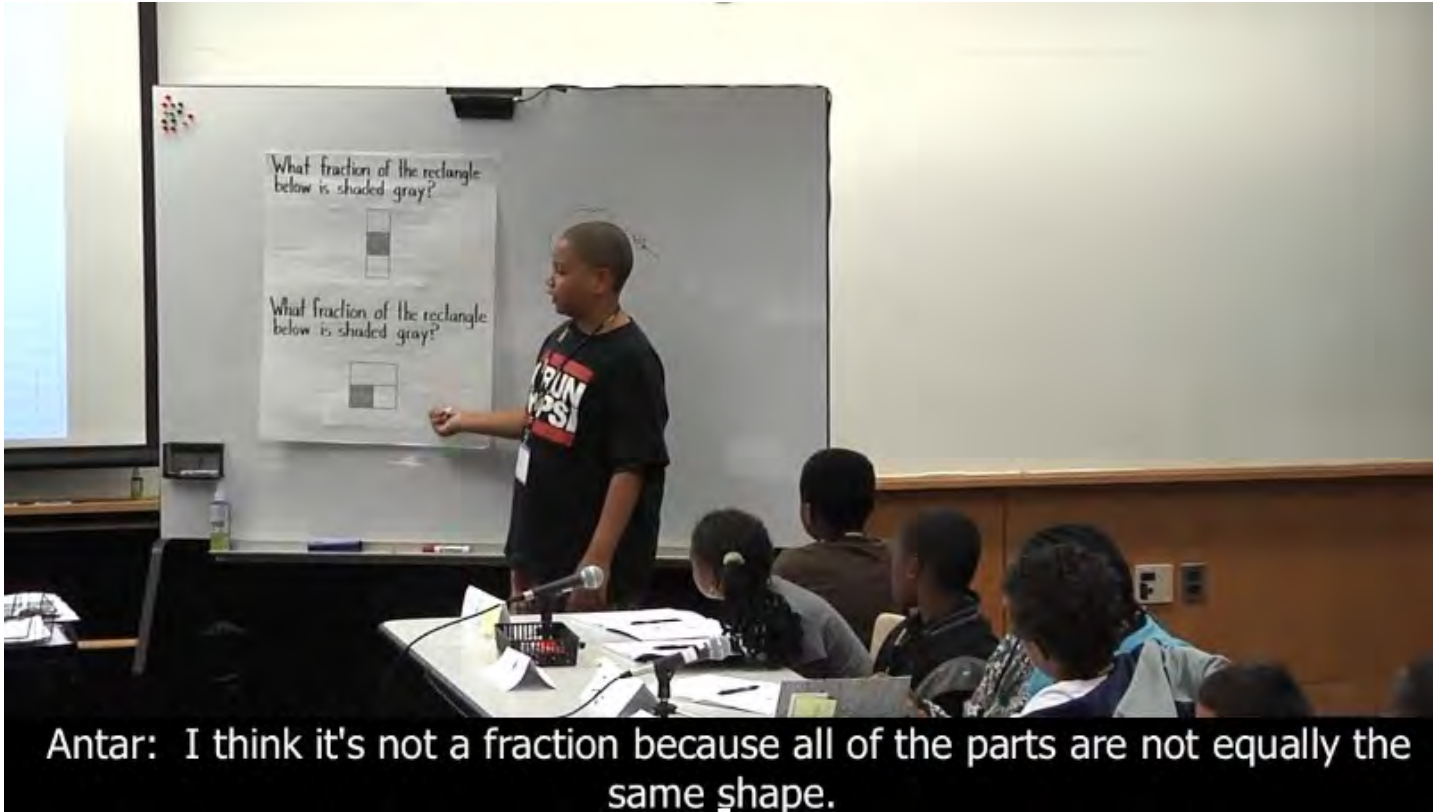 What fraction of the rectangle
below is shaded gray?
What fraction of the rectangle
below is shaded gray?
RUN
Antar: I think it's not a fraction because all of the parts are not equally the
same shape.